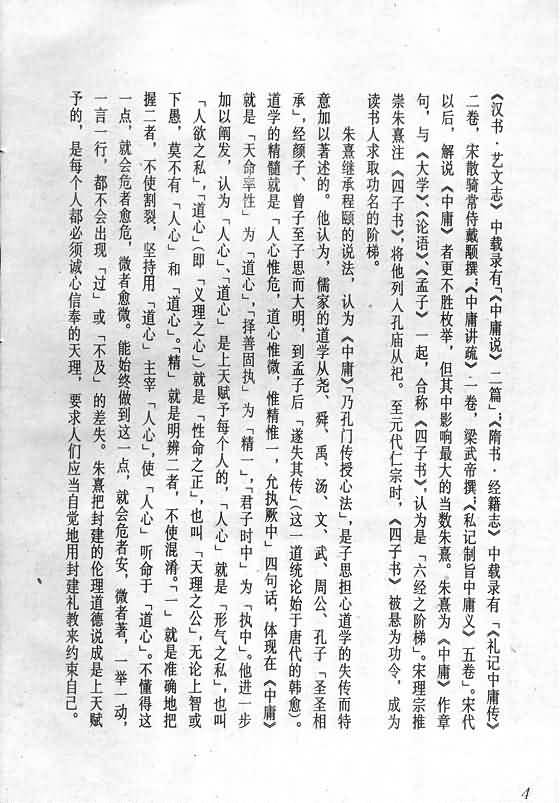 《汉书·艺文志》中载录有「《中庸说》二篇」;《隋书·经籍志》中载录有「《礼记中庸传》
二卷，宋散骑常侍戴颙撰;《中庸讲疏》一卷，梁武帝撰;《私记制旨中庸义》五卷」。宋代
以后，解说《中庸》者更不胜枚举，但其中影响最大的当数朱熹。朱熹为《中庸》作章
句，与《大学》、《论语》、《孟子》一起，合称《四子书》，认为是「六经之阶梯」。宋理宗推
崇朱熹注《四子书》，将他列入孔庙从祀。至元代仁宗时，《四子书》被悬为功令，成为
读书人求取功名的阶梯。
朱熹继承程颐的说法，认为《中庸》「乃孔门传授心法」，是子思担心道学的失传而特
意加以著述的。他认为，儒家的道学从尧、舜、禹、汤、文、武、周公、孔子「圣圣相
承」，经颜子、曾子至子思而大明，到孟子后「遂失其传」（这一道统论始于唐代的韩愈）。
道学的精髓就是「人心惟危，道心惟微，惟精惟一，允执厥中」四句话，体现在《中庸》
就是「天命率性」为「道心」，「择善固执」为「精一」，「君子时中」为「执中」。他进一步
加以阐发，认为「人心」、「道心」是上天赋予每个人的，「人心」就是「形气之私」，也叫
「人欲之私」，「道心」（即「义理之心」）就是「性命之正」，也叫「天理之公」，无论上智或
下愚，莫不有「人心」和「道心」。「精」就是明辨二者，不使混淆。「一」就是准确地把
握二者，不使割裂，坚持用「道心」主宰「人心」，使「人心」听命于「道心」。不懂得这
一点，就会危者愈危，微者愈微。能始终做到这一点，就会危者安，微者著，一举一动，
一言一行，都不会出现「过」或「不及」的差失。朱熹把封建的伦理道德说成是上天赋
予的，是每个人都必须诚心信奉的天理，要求人们应当自觉地用封建礼教来约束自己。
4